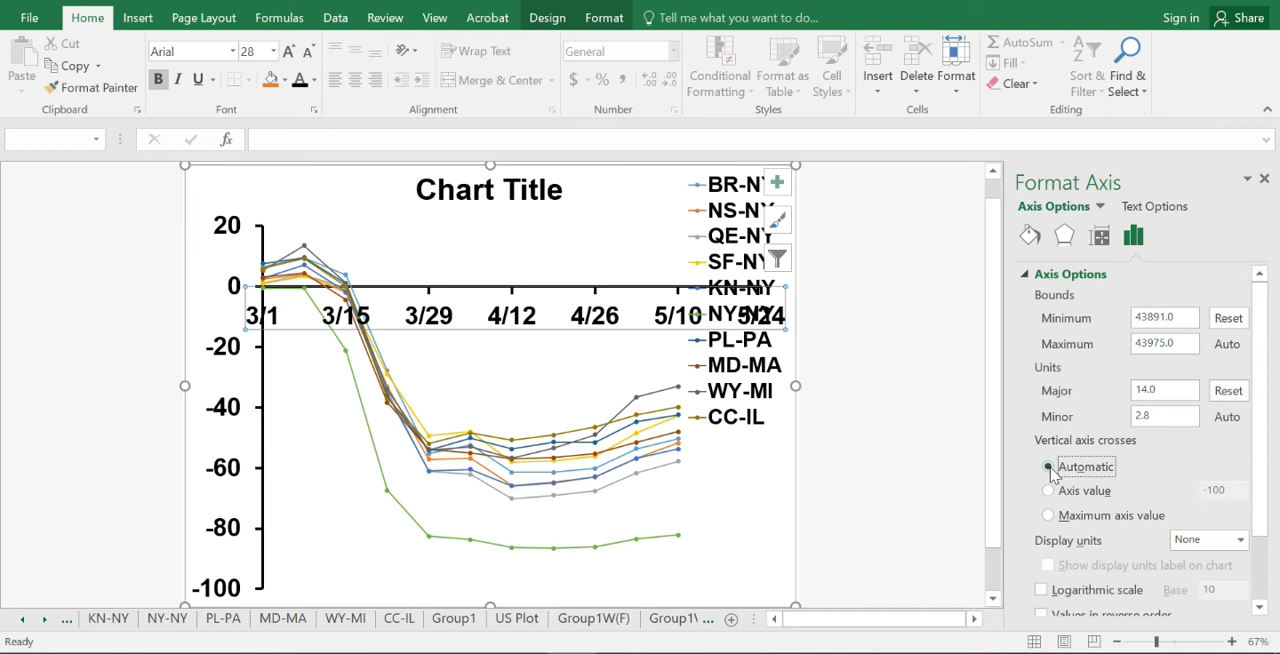 File Home Insert Page Layout Formulas Data Review View Acrobat Design Format Tell me what you want to do... Sign in Share
Paste
Cut
Copy
Format Painter
Clipboard
Arial 28 A A
B I U A
Font
Wrap Text
Merge & Center
Alignment
General
$ % ,
Number
Conditional Formatting
Format as Table
Cell Styles
Styles
Insert Delete Format
Cells
AutoSum
Fill
Clear
Sort & Filter
Find & Select
Editing
fx
Chart Title
20
0
-20
-40
-60
-80
-100
3/1 3/15 3/29 4/12 4/26 5/10 5/24
BR-NY
NS-NY
QE-NY
SF-NY
KN-NY
NY-NY
PL-PA
MD-MA
WY-MI
CC-IL
Format Axis
Axis Options Text Options
Axis Options
Bounds
Minimum 43891.0 Reset
Maximum 43975.0 Auto
Units
Major 14.0 Reset
Minor 2.8 Auto
Vertical axis crosses
Automatic
Axis value -100
Maximum axis value
Display units None
Show display units label on chart
Logarithmic scale Base 10
Values in reverse order
... KN-NY NY-NY PL-PA MD-MA WY-MI CC-IL Group1 US Plot Group1W(F) Group1\ ...
Ready 67%